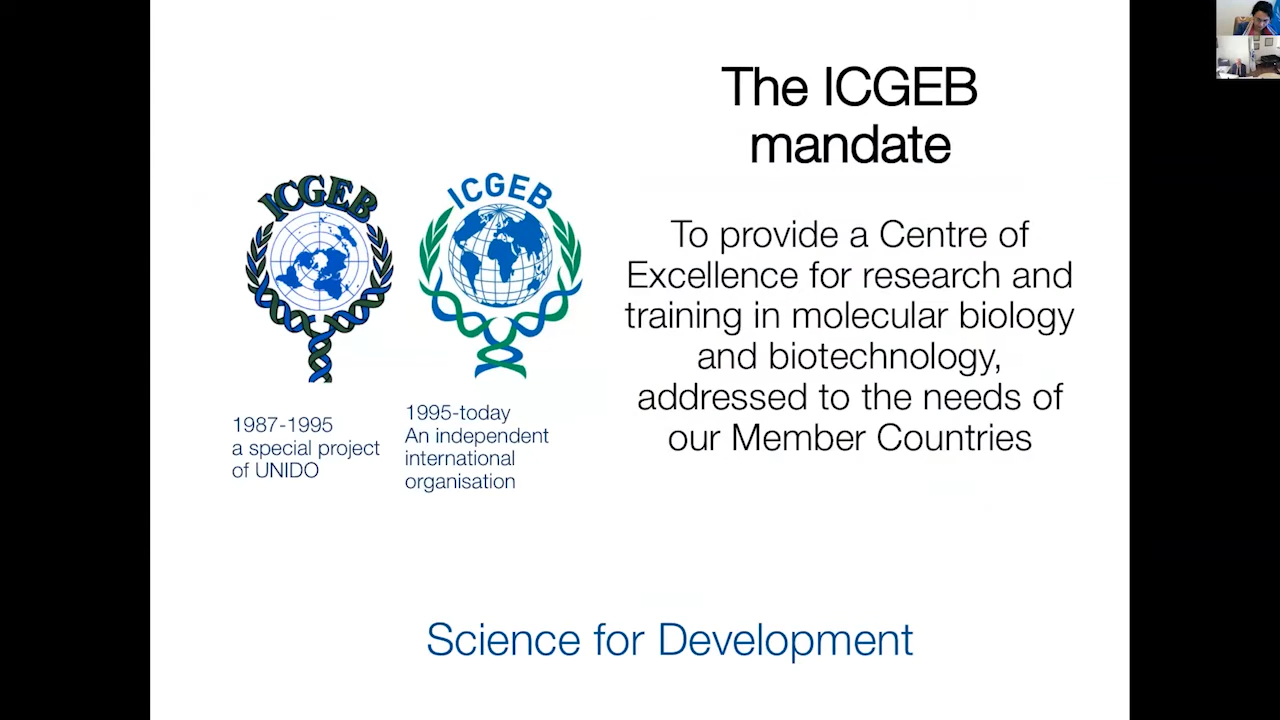 The ICGEB
mandate
ICGEB
ICGEB
To provide a Centre of
Excellence for research and
training in molecular biology
and biotechnology,
addressed to the needs of
our Member Countries
1987-1995
a special project
of UNIDO
1995-today
An independent
international
organisation
Science for Development